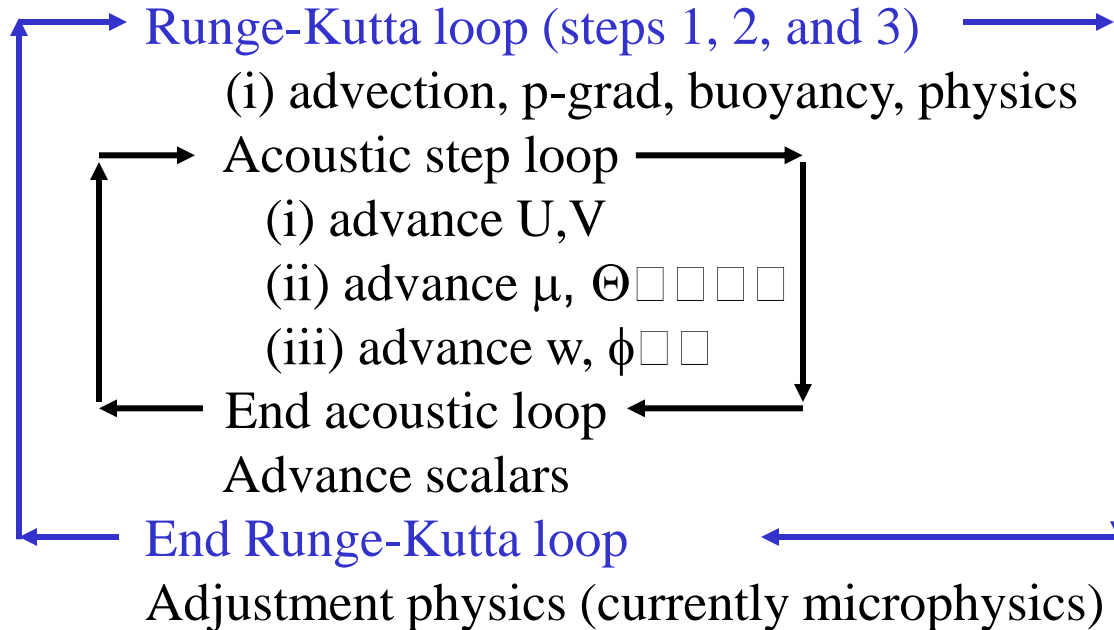 Runge-Kutta loop (steps 1, 2, and 3)
(i) advection, p-grad, buoyancy, physics
Acoustic step loop
(i) advance U,V
(ii) advance μ, Θ□□□□
(iii) advance w, ϕ□□
End acoustic loop
Advance scalars
End Runge-Kutta loop
Adjustment physics (currently microphysics)